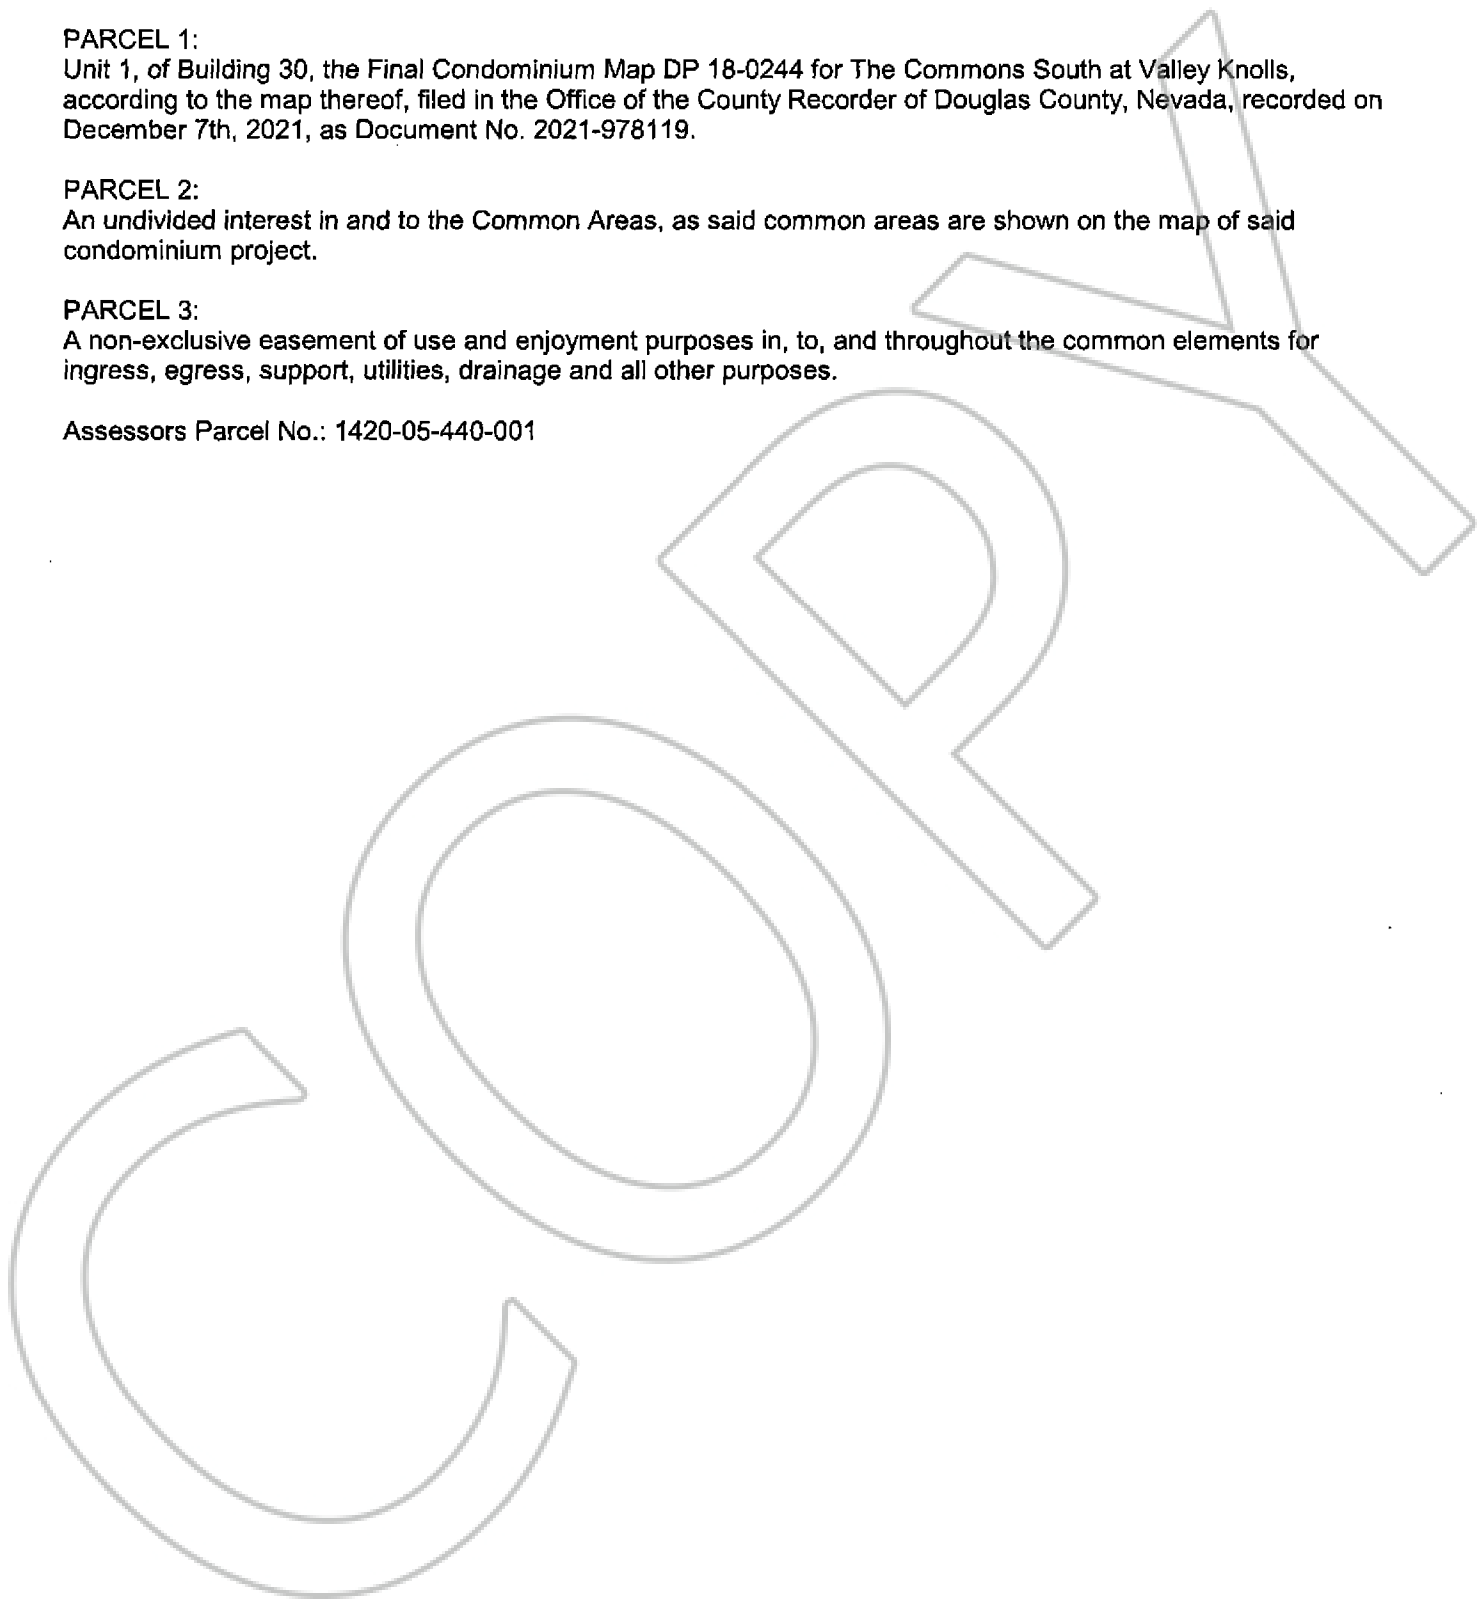 PARCEL 1:
Unit 1, of Building 30, the Final Condominium Map DP 18-0244 for The Commons South at Valley Knolls,
according to the map thereof, filed in the Office of the County Recorder of Douglas County, Nevada, recorded on
December 7th, 2021, as Document No. 2021-978119.
PARCEL 2:
An undivided interest in and to the Common Areas, as said common areas are shown on the map of said
condominium project.
PARCEL 3:
A non-exclusive easement of use and enjoyment purposes in, to, and throughout the common elements for
ingress, egress, support, utilities, drainage and all other purposes.
Assessors Parcel No.: 1420-05-440-001
COPY